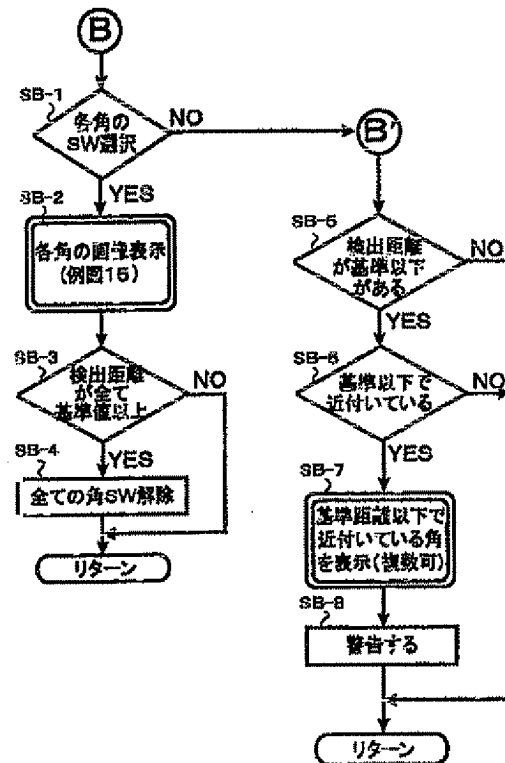 B
SB-1
各角の
SW選択
NO
YES
SB-2
各角の画像表示
(例図15)
SB-3
検出距離
が全て
基準値以上
NO
YES
SB-4
全ての角SW解除
リターン
B'
SB-5
検出距離
が基準以下
がある
NO
YES
SB-6
基準以下で
近付いている
NO
YES
SB-7
基準距離以下で
近付いている角
を表示(複数可)
SB-8
警告する
リターン